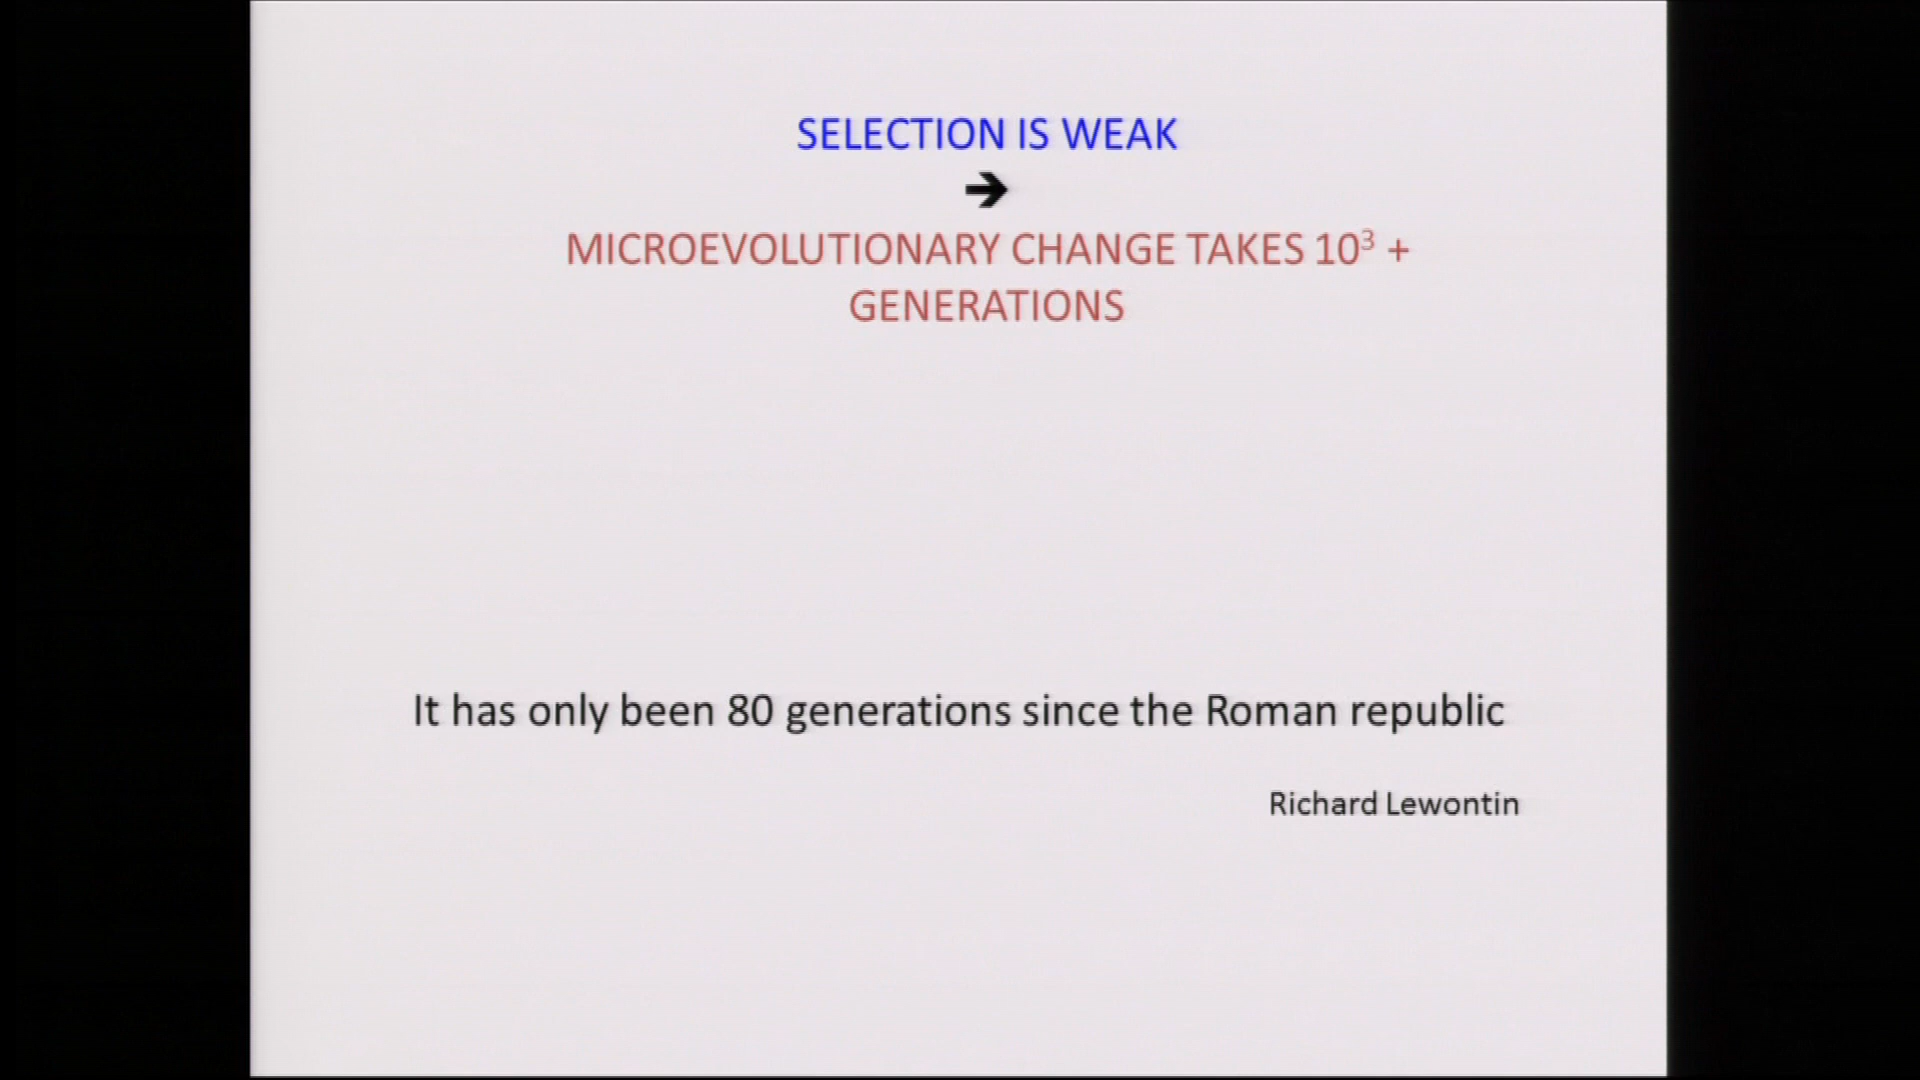 SELECTION IS WEAK
➔
MICROEVOLUTIONARY CHANGE TAKES 10³ +
GENERATIONS
It has only been 80 generations since the Roman republic
Richard Lewontin